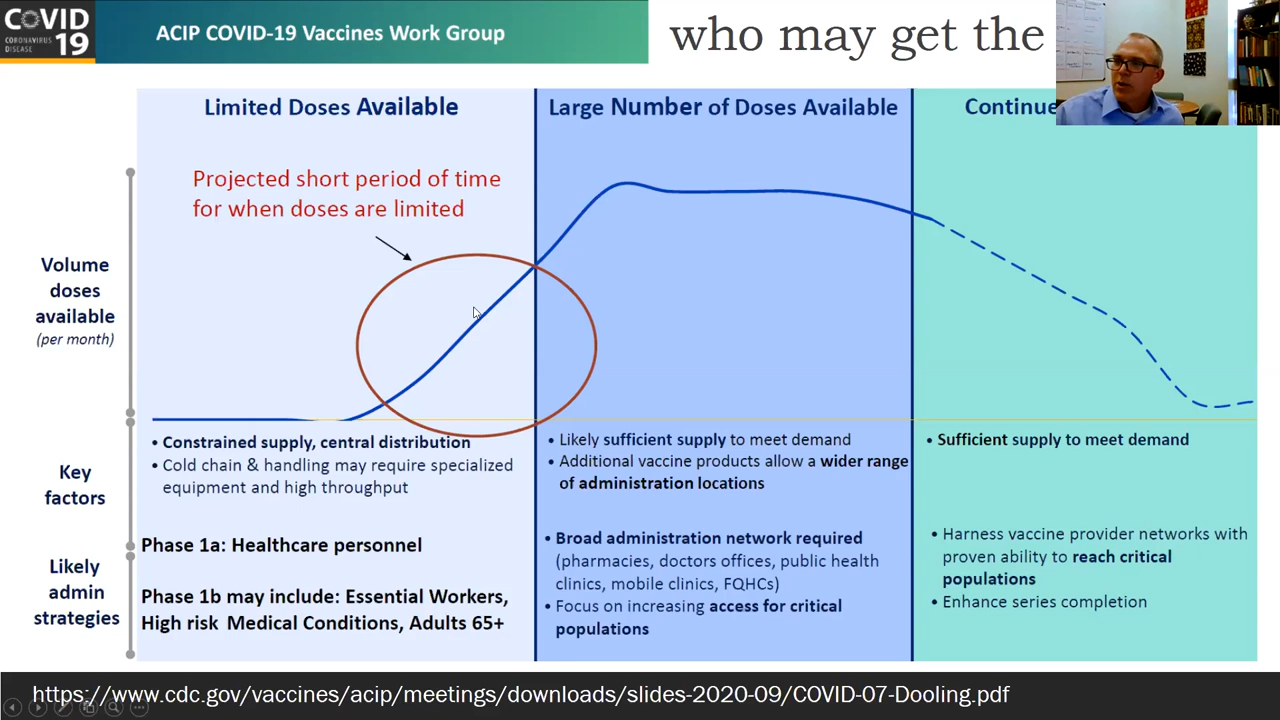 COVID
19
CORONAVIRUS
DISEASE
ACIP COVID-19 Vaccines Work Group
who may get the
Limited Doses Available
Large Number of Doses Available
Continue
Projected short period of time
for when doses are limited
Volume
doses
available
(per month)
Key
factors
• Constrained supply, central distribution
• Cold chain & handling may require specialized
equipment and high throughput
• Likely sufficient supply to meet demand
• Additional vaccine products allow a wider range
of administration locations
• Sufficient supply to meet demand
Likely
admin
strategies
Phase 1a: Healthcare personnel
Phase 1b may include: Essential Workers,
High risk Medical Conditions, Adults 65+
• Broad administration network required
(pharmacies, doctors offices, public health
clinics, mobile clinics, FQHCs)
• Focus on increasing access for critical
populations
• Harness vaccine provider networks with
proven ability to reach critical
populations
• Enhance series completion
https://www.cdc.gov/vaccines/acip/meetings/downloads/slides-2020-09/COVID-07-Dooling.pdf